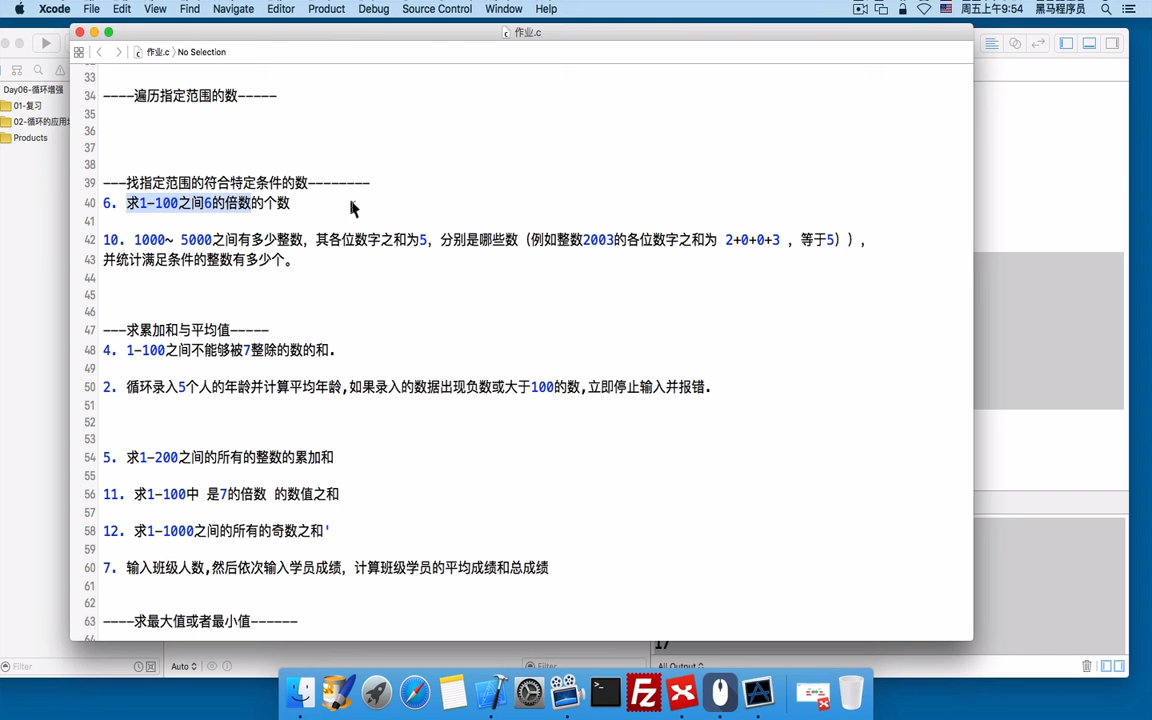 Xcode File Edit View Find Navigate Editor Product Debug Source Control Window Help 周五上午9:54 黑马程序员
作业.c
作业.c No Selection
Day06-循环增强
01-复习
02-循环的应用
Products
33
34 ----遍历指定范围的数-----
35
36
37
38
39 ---找指定范围的符合特定条件的数--------
40 6. 求1-100之间6的倍数的个数
41
42 10. 1000~ 5000之间有多少整数, 其各位数字之和为5, 分别是哪些数（例如整数2003的各位数字之和为 2+0+0+3 , 等于5）),
43 并统计满足条件的整数有多少个。
44
45
46
47 ---求累加和与平均值-----
48 4. 1-100之间不能够被7整除的数的和.
49
50 2. 循环录入5个人的年龄并计算平均年龄,如果录入的数据出现负数或大于100的数,立即停止输入并报错.
51
52
53
54 5. 求1-200之间的所有的整数的累加和
55
56 11. 求1-100中 是7的倍数 的数值之和
57
58 12. 求1-1000之间的所有的奇数之和'
59
60 7. 输入班级人数,然后依次输入学员成绩, 计算班级学员的平均成绩和总成绩
61
62
63 ----求最大值或者最小值------
64
17
Filter Auto Filter All Output